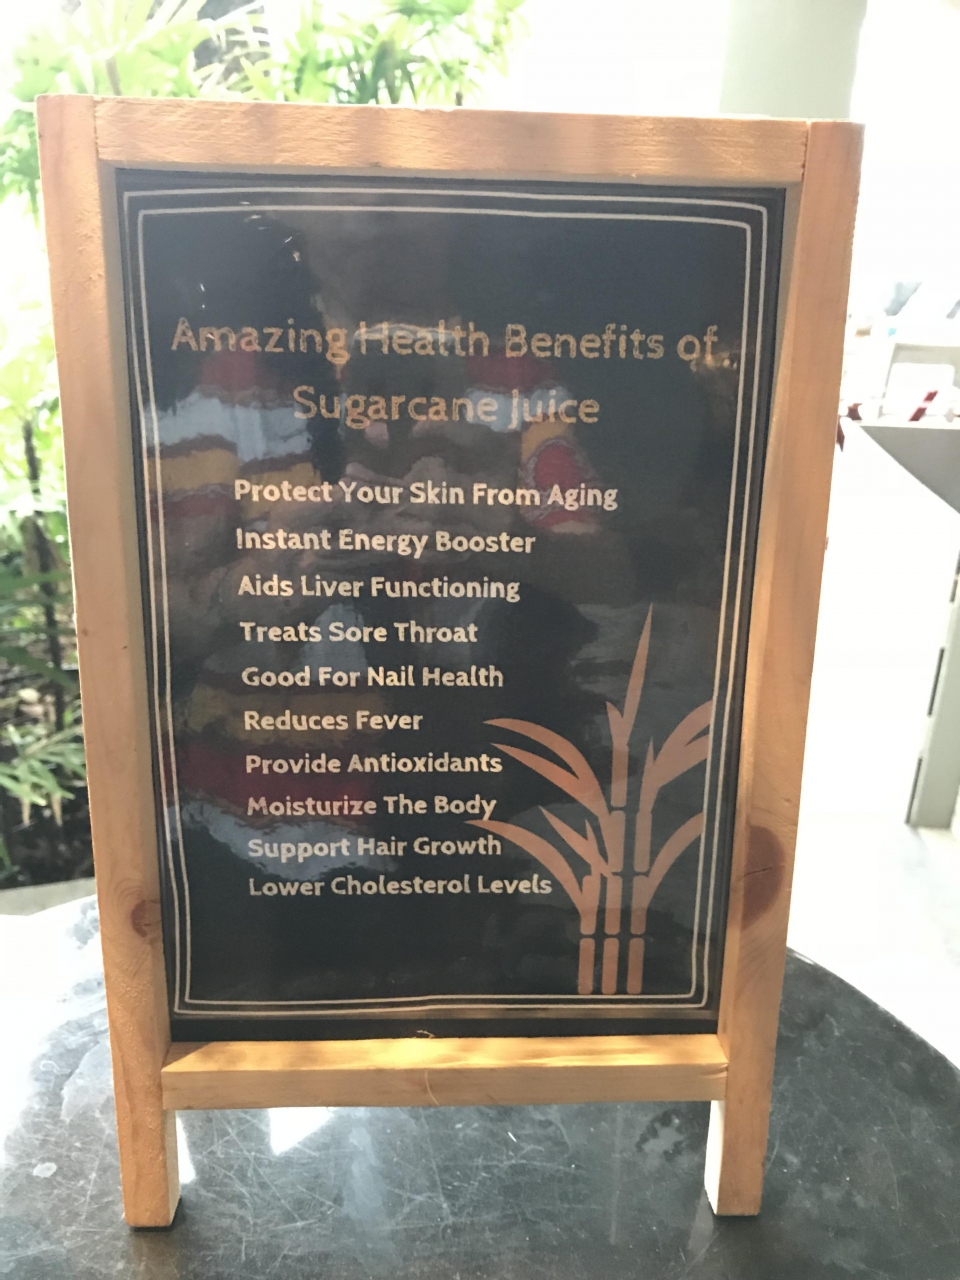 Amazing Health Benefits of
Sugarcane Juice
Protect Your Skin From Aging
Instant Energy Booster
Aids Liver Functioning
Treats Sore Throat
Good For Nail Health
Reduces Fever
Provide Antioxidants
Moisturize The Body
Support Hair Growth
Lower Cholesterol Levels